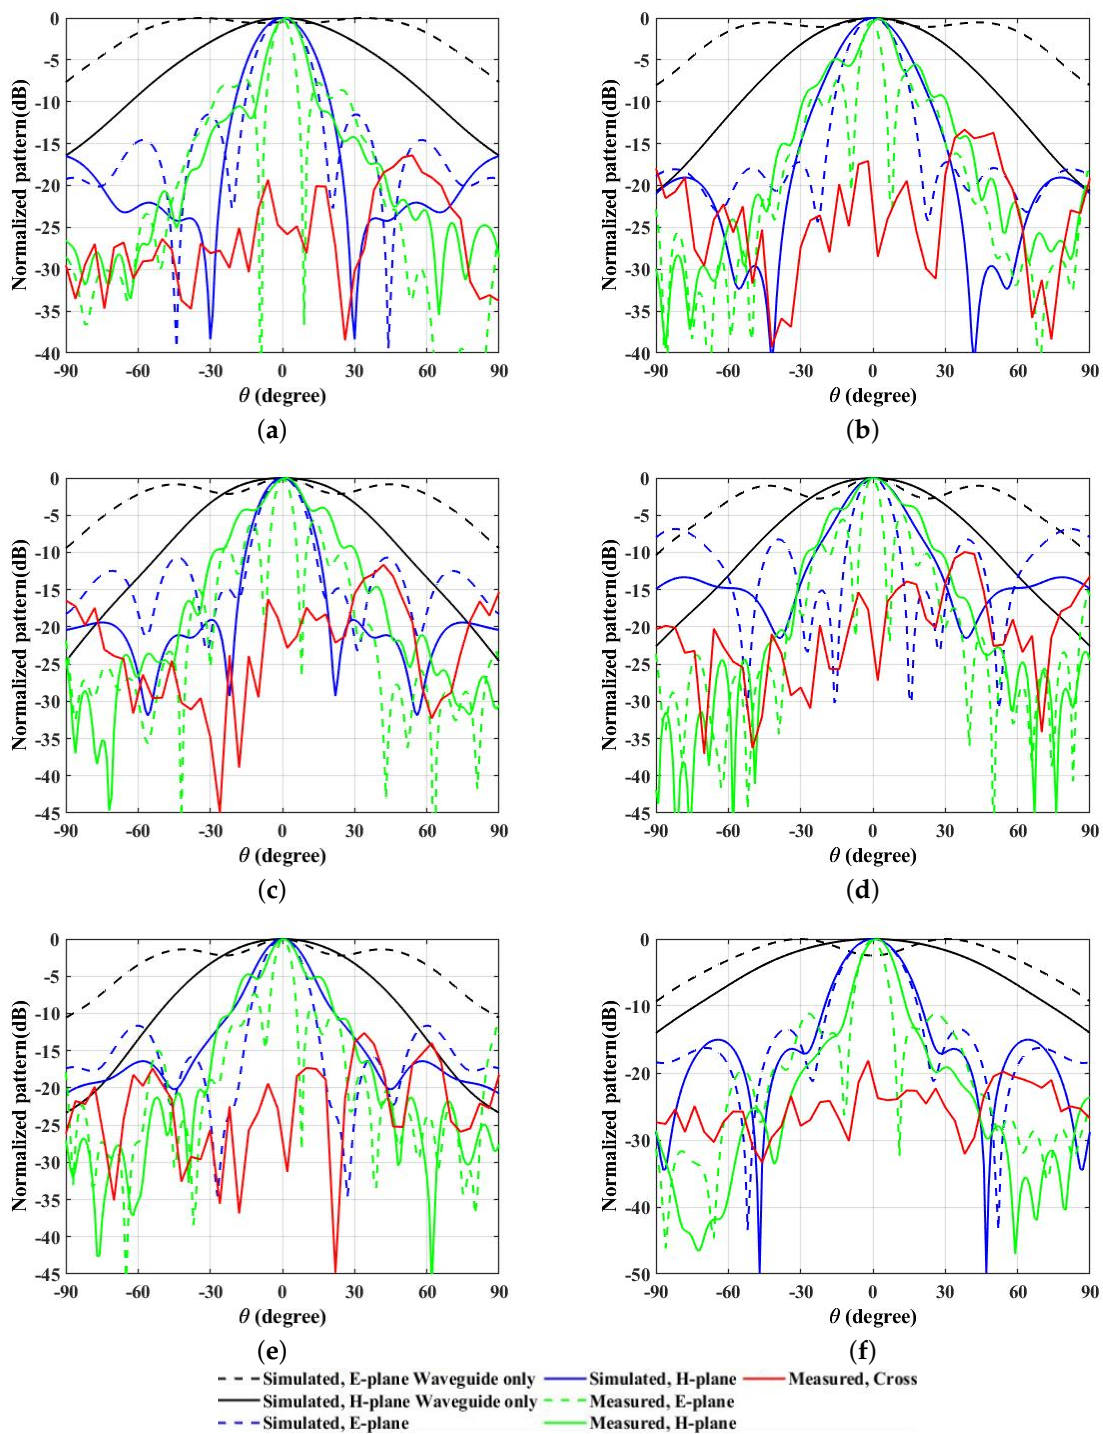 Normalized pattern(dB)
0
-5
-10
-15
-20
-25
-30
-35
-40
-90 -60 -30 0 30 60 90
θ (degree)
(a)
Normalized pattern(dB)
0
-5
-10
-15
-20
-25
-30
-35
-40
-90 -60 -30 0 30 60 90
θ (degree)
(b)
Normalized pattern(dB)
0
-5
-10
-15
-20
-25
-30
-35
-40
-45
-90 -60 -30 0 30 60 90
θ (degree)
(c)
Normalized pattern(dB)
0
-5
-10
-15
-20
-25
-30
-35
-40
-45
-90 -60 -30 0 30 60 90
θ (degree)
(d)
Normalized pattern(dB)
0
-5
-10
-15
-20
-25
-30
-35
-40
-45
-90 -60 -30 0 30 60 90
θ (degree)
(e)
Normalized pattern(dB)
0
-10
-20
-30
-40
-50
-90 -60 -30 0 30 60 90
θ (degree)
(f)
Simulated, E-plane Waveguide only Simulated, H-plane Measured, Cross
Simulated, H-plane Waveguide only Measured, E-plane
Simulated, E-plane Measured, H-plane